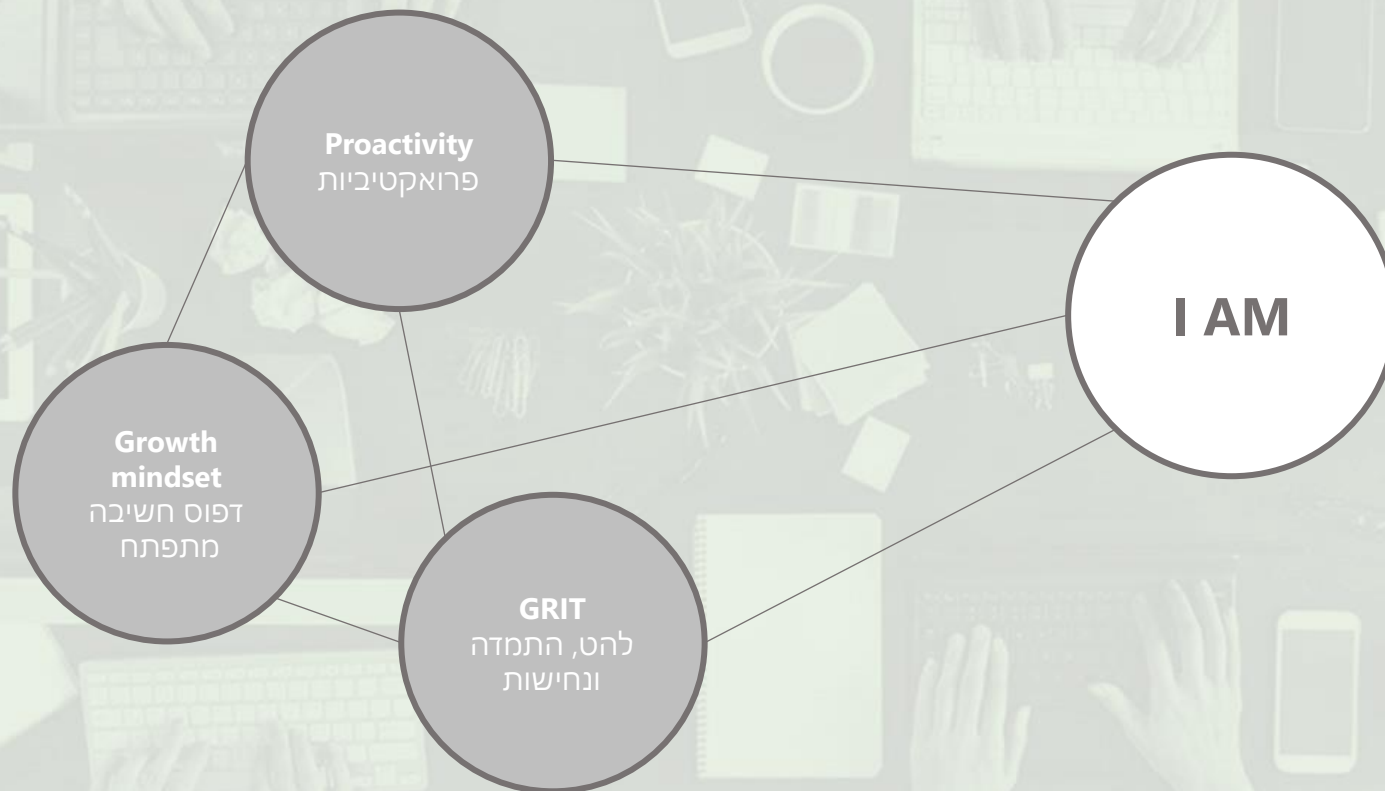 Proactivity
פרואקטיביות
I AM
Growth
mindset
דפוס חשיבה
מתפתח
GRIT
להט, התמדה
ונחישות